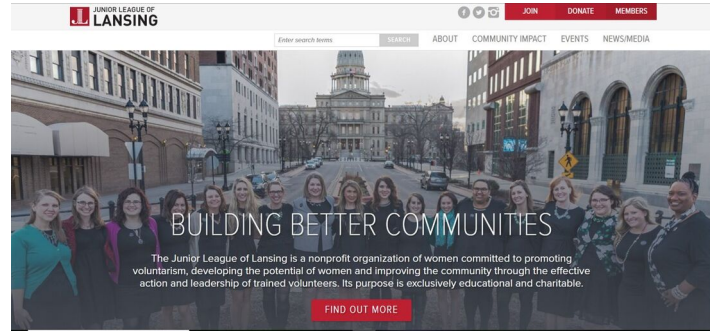 JUNIOR LEAGUE OF
LANSING
JOIN
DONATE
MEMBERS
Enter search terms
SEARCH
ABOUT
COMMUNITY IMPACT
EVENTS
NEWS/MEDIA
BUILDING BETTER COMMUNITIES
The Junior League of Lansing is a nonprofit organization of women committed to promoting
voluntarism, developing the potential of women and improving the community through the effective
action and leadership of trained volunteers. Its purpose is exclusively educational and charitable.
FIND OUT MORE